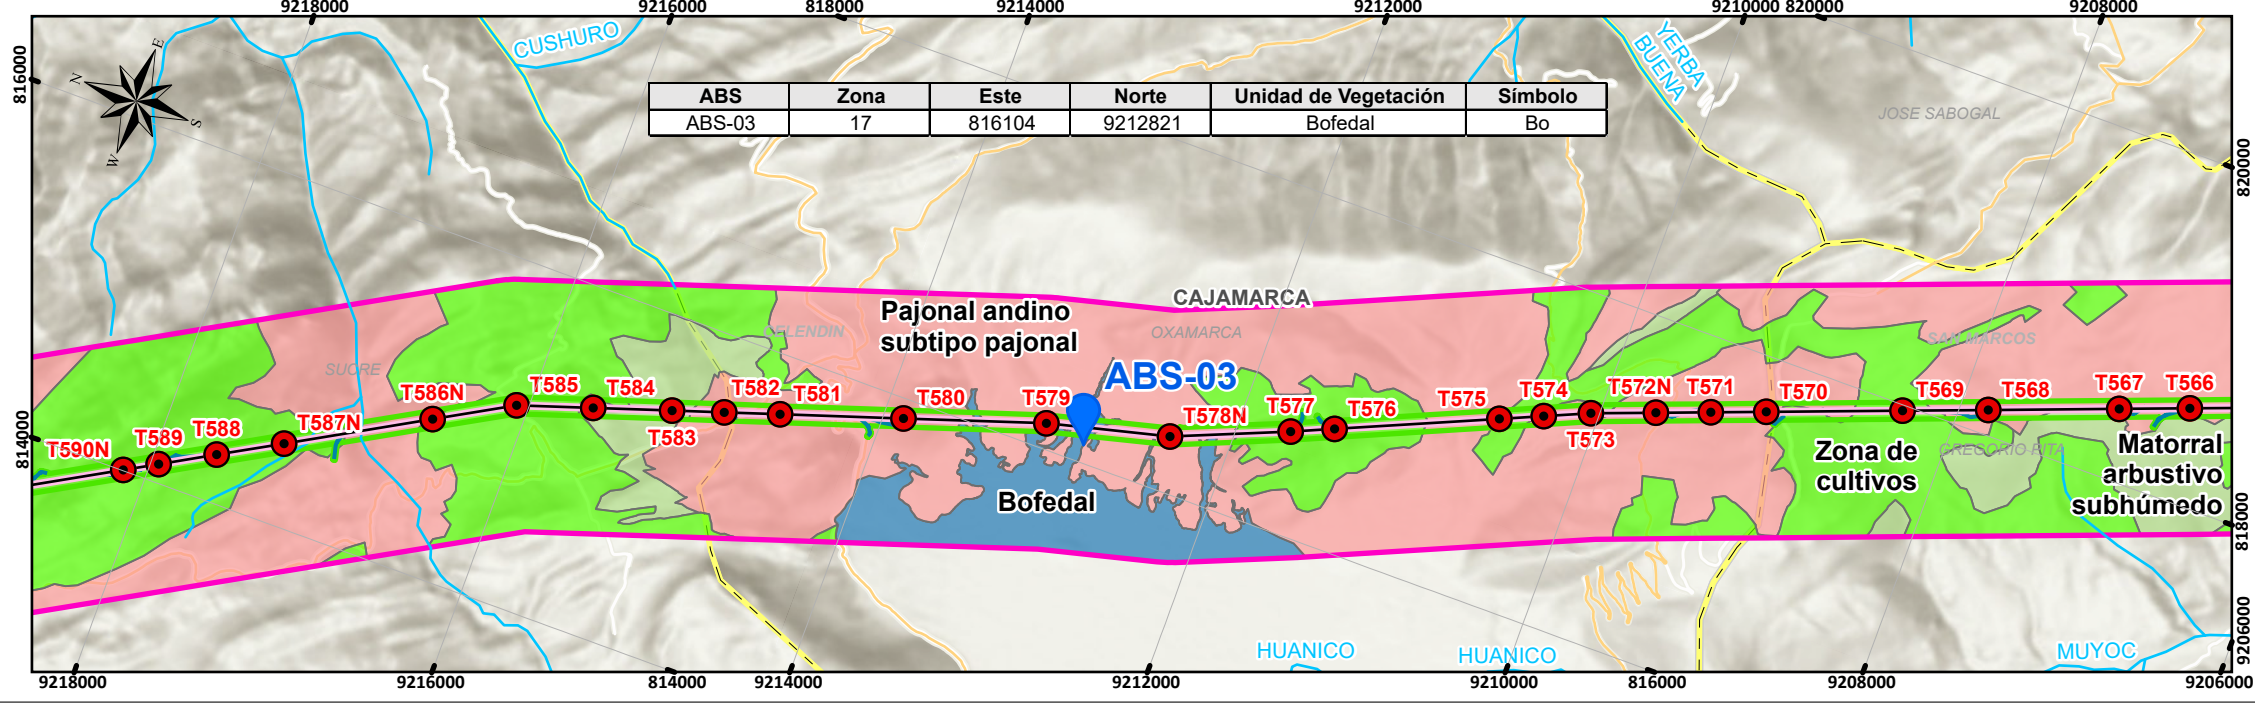 9218000
9216000
818000
9214000
9212000
9210000
820000
9208000
816000
814000
820000
818000
9206000
E
N
S
W
CUSHURO
YERBA
BUENA
JOSE SABOGAL
ABS Zona Este Norte Unidad de Vegetación Símbolo
ABS-03 17 816104 9212821 Bofedal Bo
CAJAMARCA
Pajonal andino
subtipo pajonal
CELENDIN
OXAMARCA
SUCRE
SAN MARCOS
ABS-03
T590N
T589
T588
T587N
T586N
T585
T584
T583
T582
T581
T580
T579
T578N
T577
T576
T575
T574
T573
T572N
T571
T570
T569
T568
T567
T566
Bofedal
Zona de
cultivos
GREGORIO PITA
Matorral
arbustivo
subhúmedo
HUANICO
HUANICO
MUYOC
9218000
9216000
814000
9214000
9212000
9210000
816000
9208000
9206000